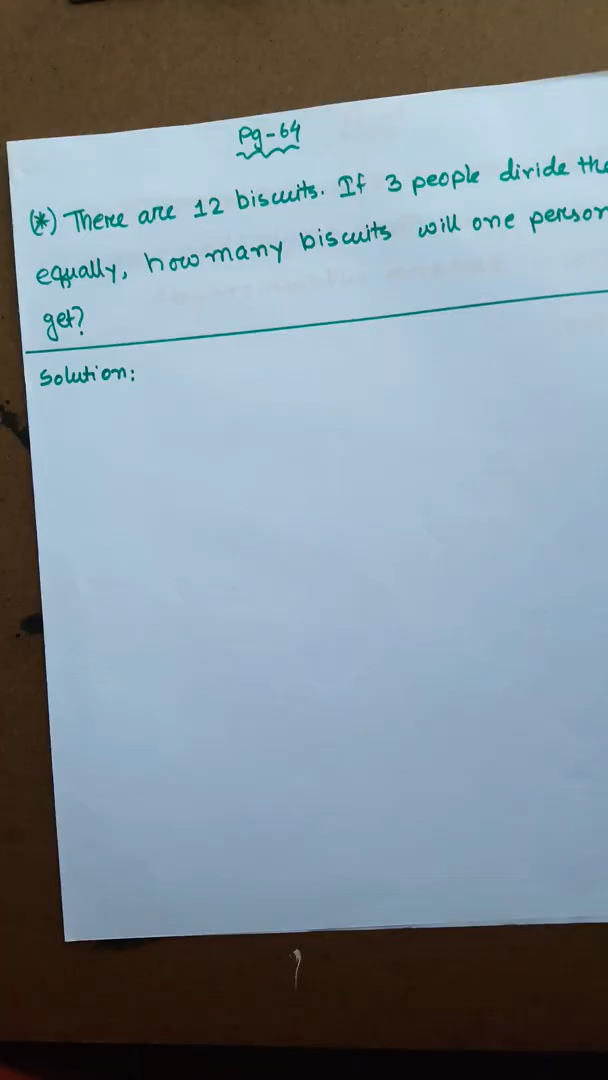 Pg-64
(*) There are 12 biscuits. If 3 people divide the
equally, how many biscuits will one person
get?
Solution: